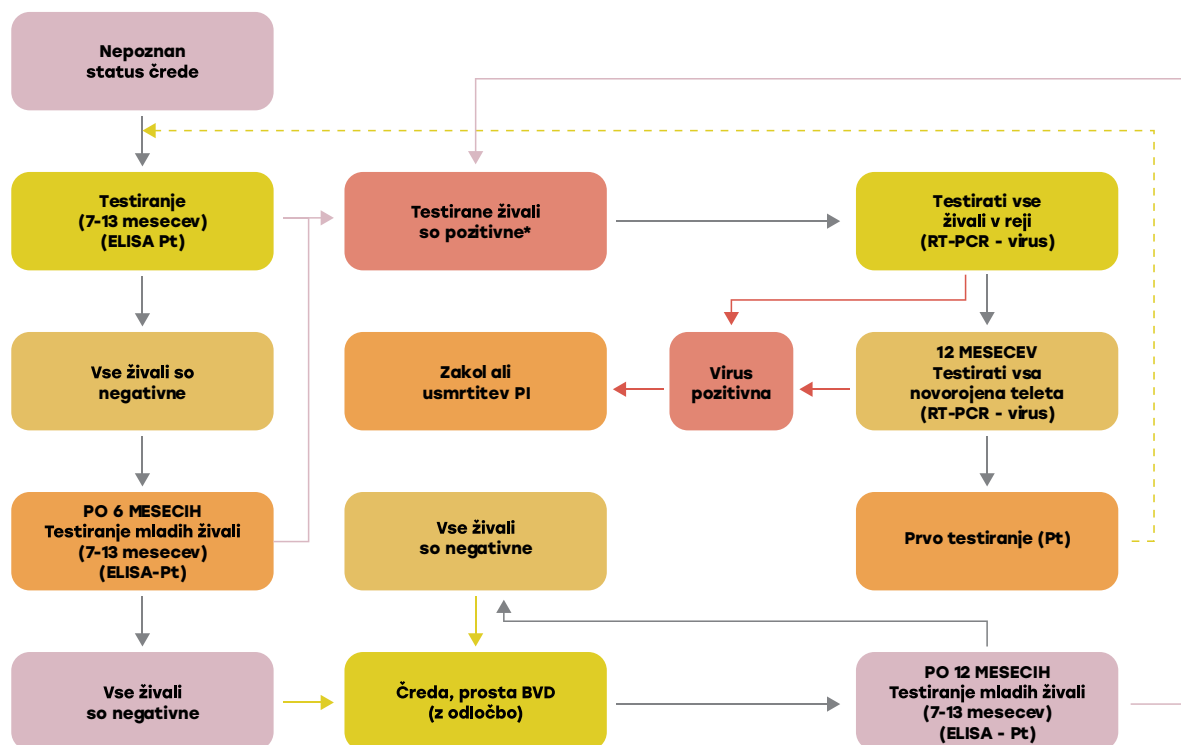 Nepoznan
status črede
Testiranje
(7-13 mesecev)
(ELISA Pt)
Testirane živali
so pozitivne*
Testirati vse
živali v reji
(RT-PCR - virus)
Vse živali so
negativne
Zakol ali
usmrtitev PI
Virus
pozitivna
12 MESECEV
Testirati vsa
novorojena teleta
(RT-PCR - virus)
PO 6 MESECIH
Testiranje mladih živali
(7-13 mesecev)
(ELISA-Pt)
Vse živali
so negativne
Prvo testiranje (Pt)
Vse živali
so negativne
Čreda, prosta BVD
(z odločbo)
PO 12 MESECIH
Testiranje mladih živali
(7-13 mesecev)
(ELISA - Pt)